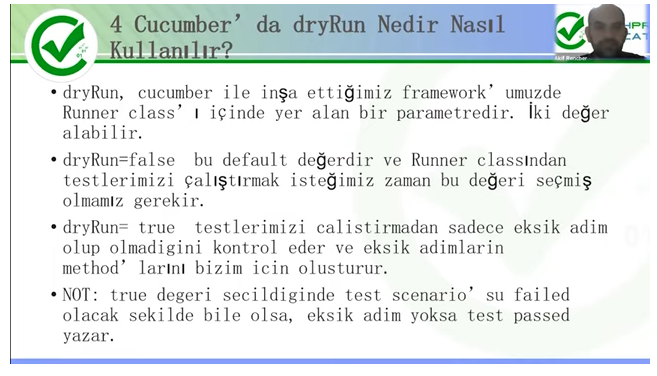 4 Cucumber’ da dryRun Nedir Nasıl
Kullanılır?
• dryRun, cucumber ile inşa ettiğimiz framework’ umuzde
Runner class’ ı içinde yer alan bir parametredir. İki değer
alabilir.
• dryRun=false bu default değerdir ve Runner classından
testlerimizi çalıştırmak isteğimiz zaman bu değeri seçmiş
olmamız gerekir.
• dryRun= true testlerimizi calistirmadan sadece eksik adim
olup olmadigini kontrol eder ve eksik adimlarin
method’ larını bizim icin olusturur.
• NOT: true degeri secildiginde test scenario’ su failed
olacak sekilde bile olsa, eksik adim yoksa test passed
yazar.